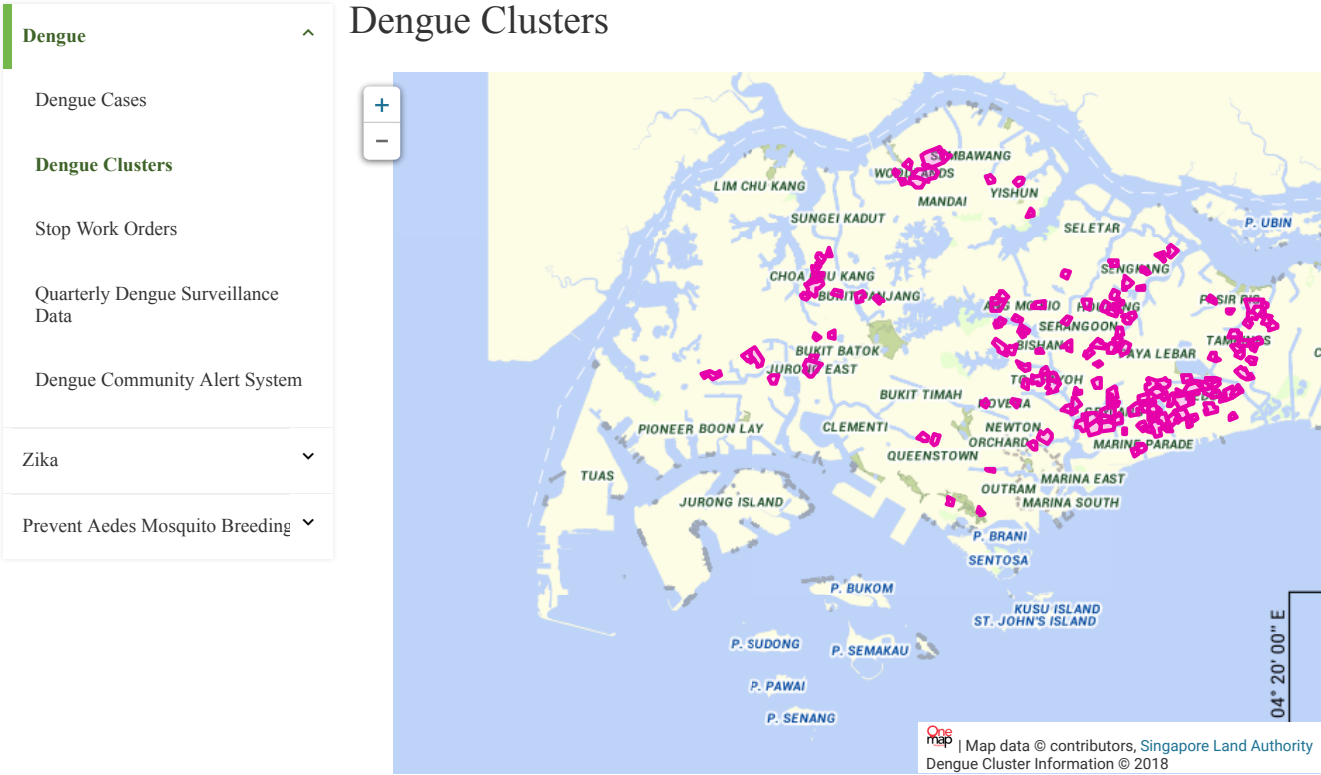 Dengue
Dengue Cases
Dengue Clusters
Stop Work Orders
Quarterly Dengue Surveillance
Data
Dengue Community Alert System
Zika
Prevent Aedes Mosquito Breeding
Dengue Clusters
+
−
SEMBAWANG
WOODLANDS
LIM CHU KANG
MANDAI
YISHUN
SUNGEI KADUT
SELETAR
P. UBIN
CHOA CHU KANG
SENGKANG
BUKIT PANJANG
ANG MO KIO
HOUGANG
PASIR RIS
SERANGOON
BISHAN
TAMPINES
BUKIT BATOK
PAYA LEBAR
JURONG EAST
TOA PAYOH
BUKIT TIMAH
NOVENA
PIONEER BOON LAY
CLEMENTI
NEWTON
ORCHARD
MARINE PARADE
QUEENSTOWN
TUAS
MARINA EAST
OUTRAM
JURONG ISLAND
MARINA SOUTH
P. BRANI
SENTOSA
P. BUKOM
KUSU ISLAND
ST. JOHN'S ISLAND
P. SUDONG
P. SEMAKAU
P. PAWAI
P. SENANG
04° 20' 00" E
One
map | Map data © contributors, Singapore Land Authority
Dengue Cluster Information © 2018